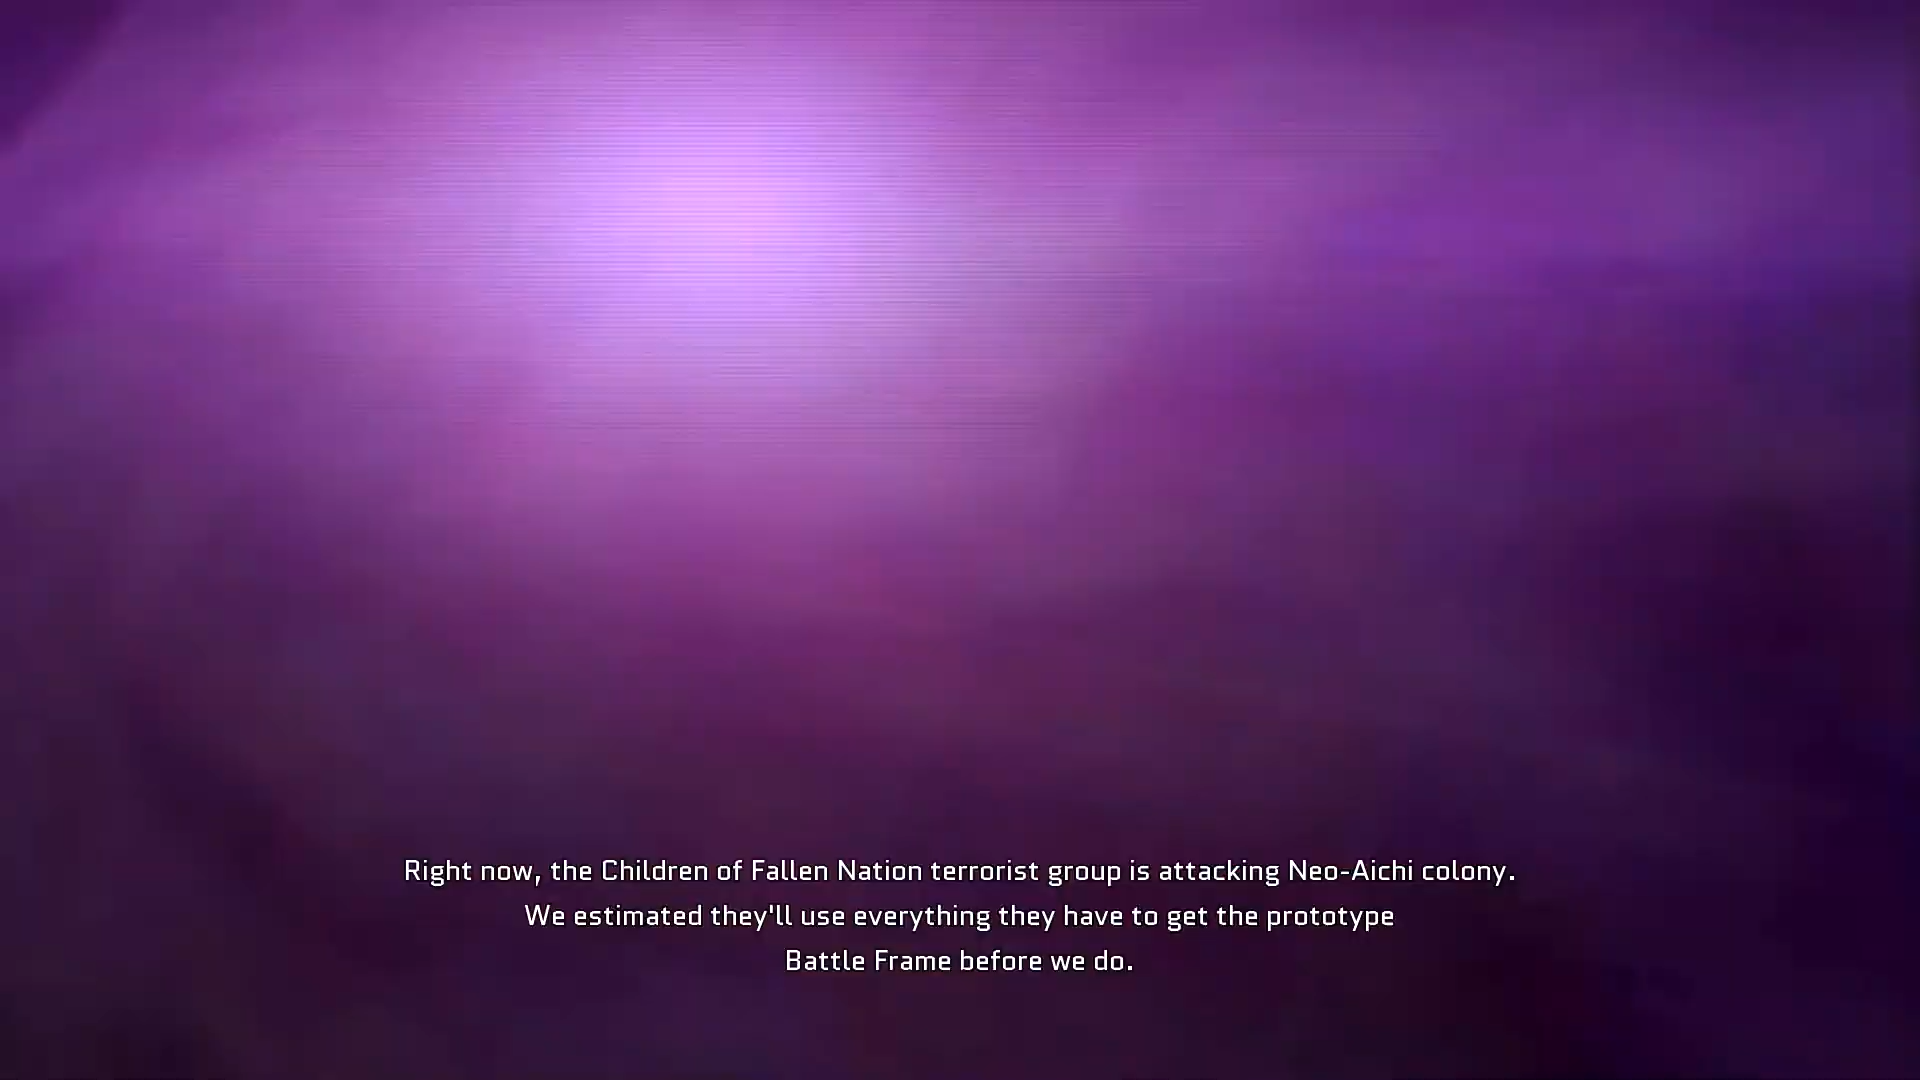 Right now, the Children of Fallen Nation terrorist group is attacking Neo-Aichi colony.
We estimated they'll use everything they have to get the prototype
Battle Frame before we do.